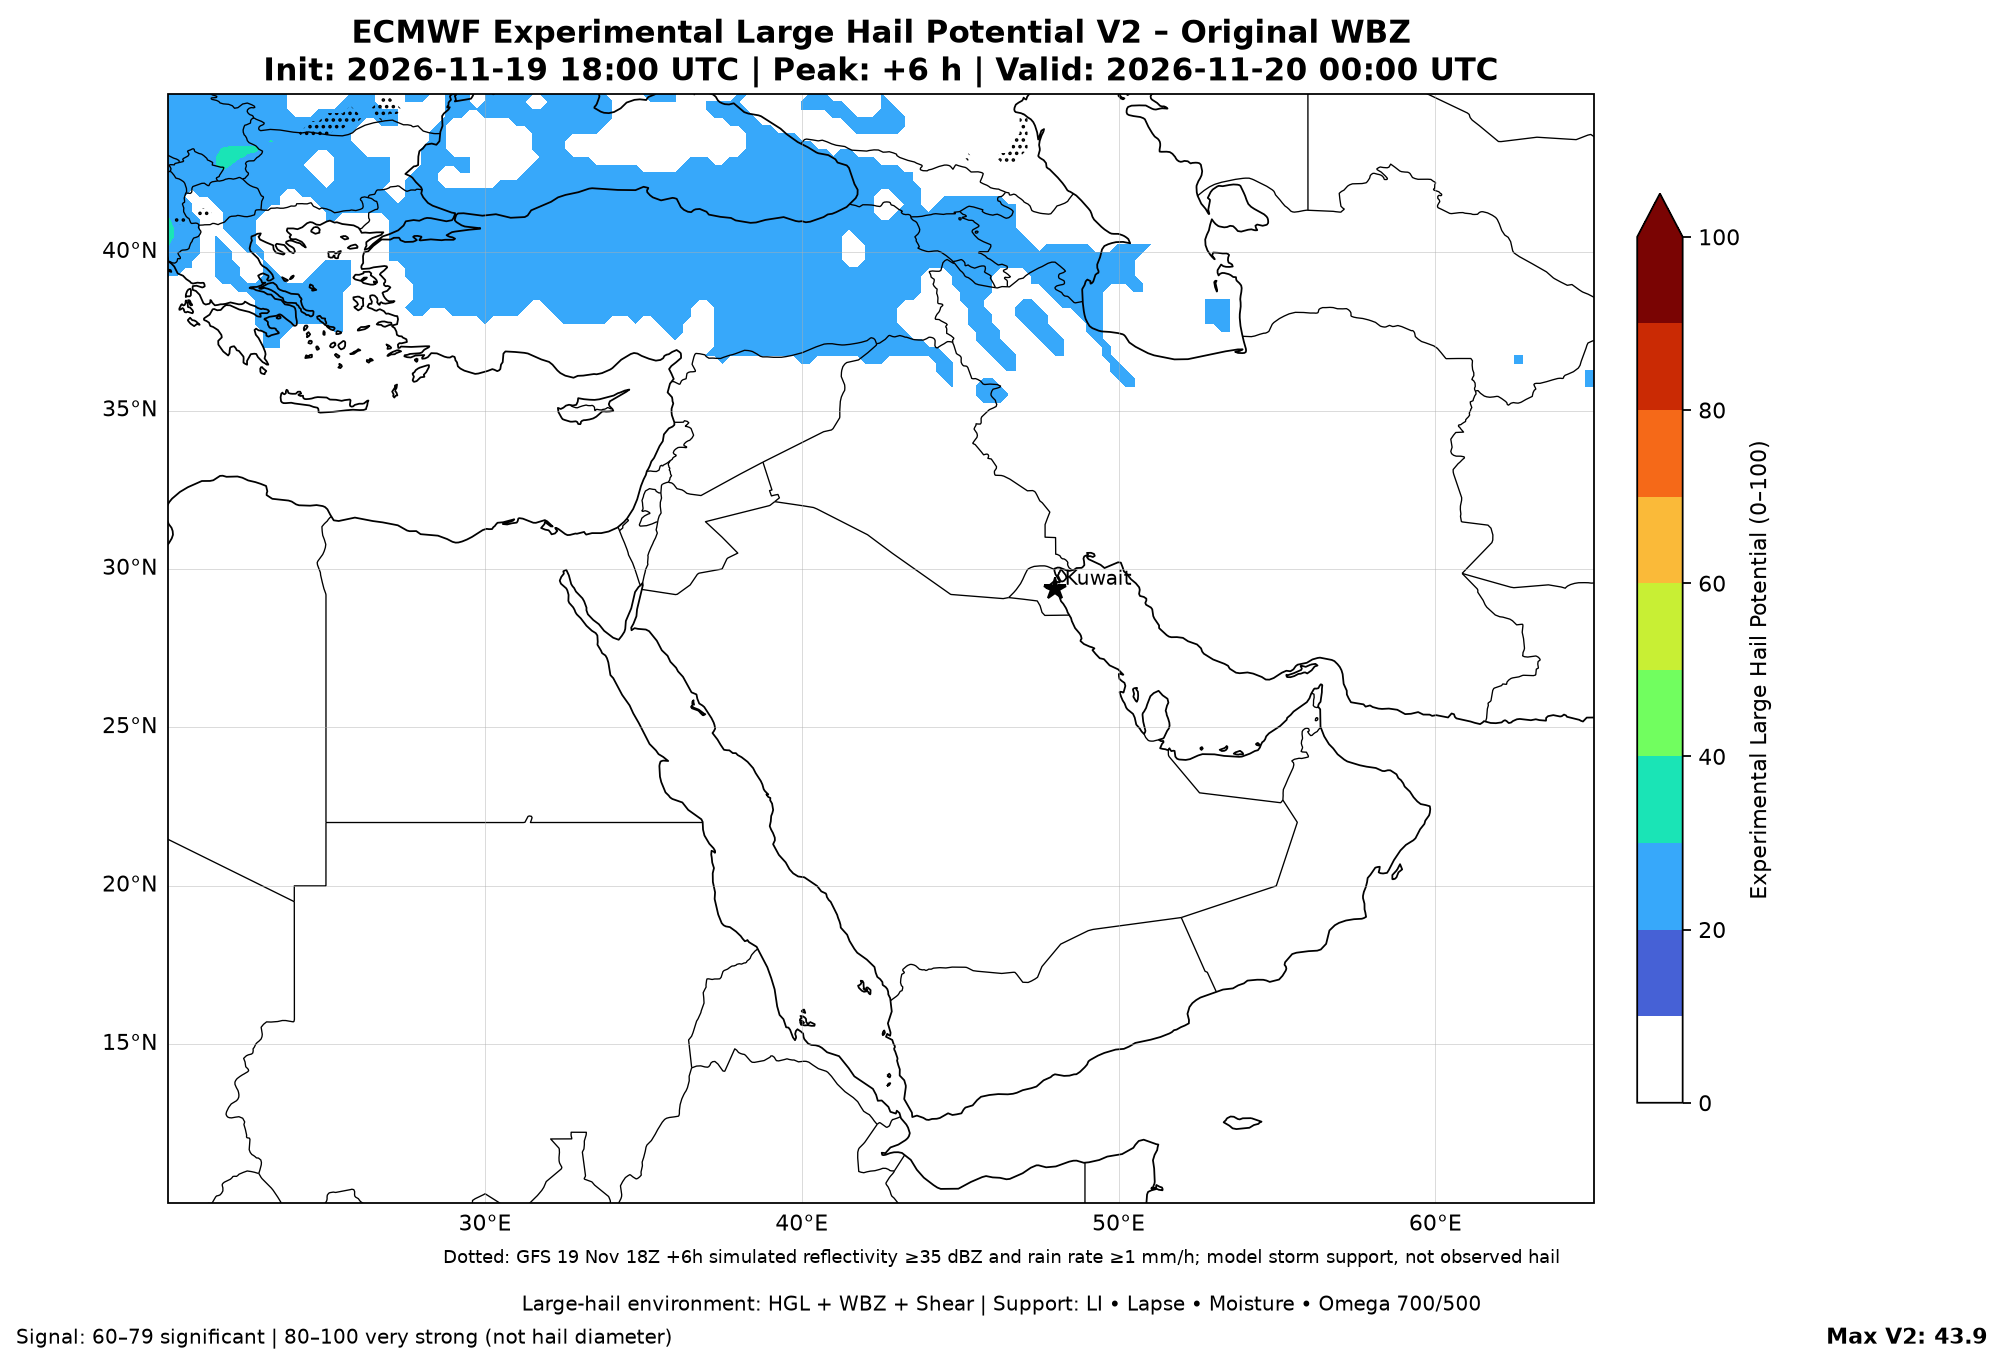 ECMWF Experimental Large Hail Potential V2 – Original WBZ
Init: 2026-11-19 18:00 UTC | Peak: +6 h | Valid: 2026-11-20 00:00 UTC
40°N
35°N
30°N
25°N
20°N
15°N
30°E
40°E
50°E
60°E
Kuwait
100
80
60
40
20
0
Experimental Large Hail Potential (0–100)
Dotted: GFS 19 Nov 18Z +6h simulated reflectivity ≥35 dBZ and rain rate ≥1 mm/h; model storm support, not observed hail
Large-hail environment: HGL + WBZ + Shear | Support: LI • Lapse • Moisture • Omega 700/500
Signal: 60–79 significant | 80–100 very strong (not hail diameter)
Max V2: 43.9